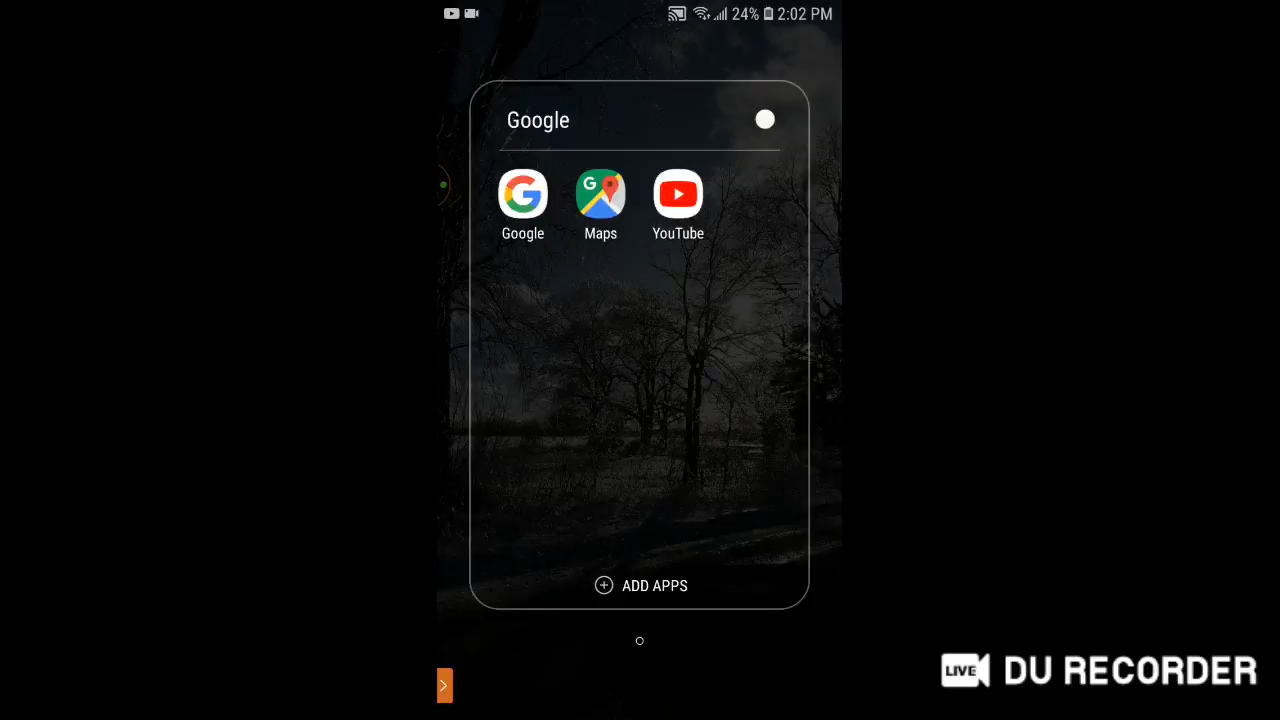 24% 2:02 PM
Google
G
Google Maps YouTube
ADD APPS
LIVE DU RECORDER